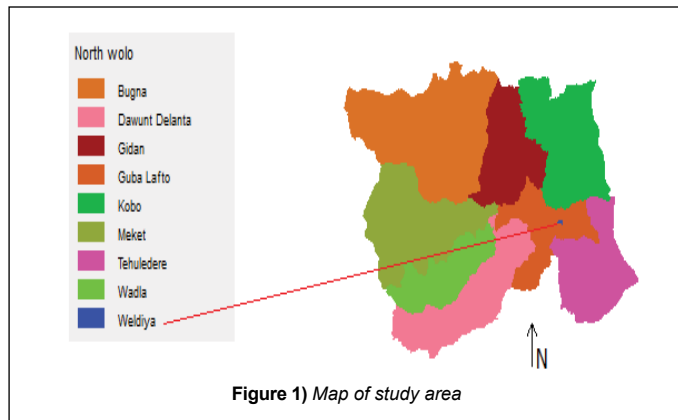 North wolo
Bugna
Dawunt Delanta
Gidan
Guba Lafto
Kobo
Meket
Tehuledere
Wadla
Weldiya
N
Figure 1) Map of study area